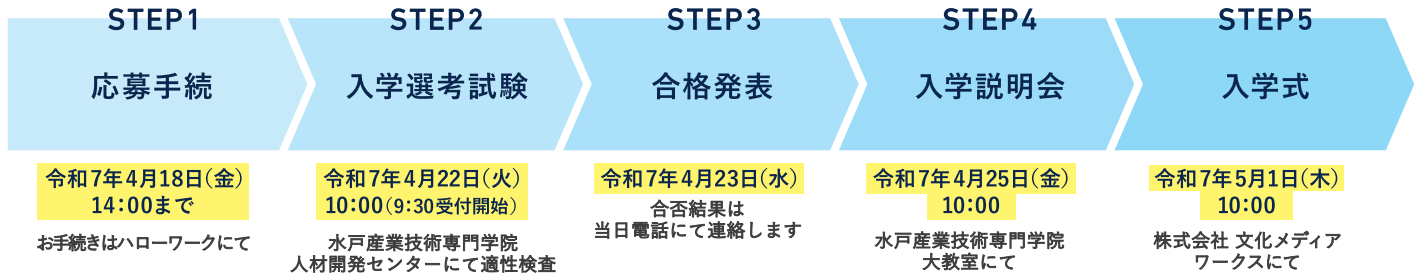 STEP1
応募手続
令和7年4月18日(金)
14:00まで
お手続きはハローワークにて
STEP2
入学選考試験
令和7年4月22日(火)
10:00(9:30受付開始)
水戸産業技術専門学院
人材開発センターにて適性検査
STEP3
合格発表
令和7年4月23日(水)
合否結果は
当日電話にて連絡します
STEP4
入学説明会
令和7年4月25日(金)
10:00
水戸産業技術専門学院
大教室にて
STEP5
入学式
令和7年5月1日(木)
10:00
株式会社 文化メディア
ワークスにて